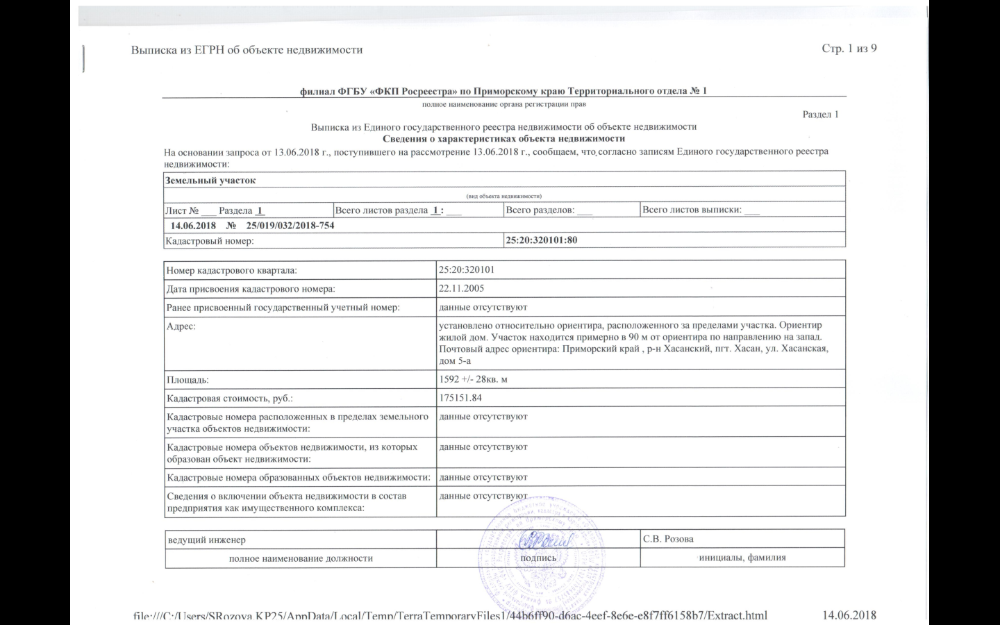 Выписка из ЕГРН об объекте недвижимости
Стр. 1 из 9
филиал ФГБУ «ФКП Росреестра» по Приморскому краю Территориального отдела № 1
полное наименование органа регистрации прав
Раздел 1
Выписка из Единого государственного реестра недвижимости об объекте недвижимости
Сведения о характеристиках объекта недвижимости
На основании запроса от 13.06.2018 г., поступившего на рассмотрение 13.06.2018 г., сообщаем, что согласно записям Единого государственного реестра
недвижимости:
Земельный участок
(вид объекта недвижимости)
Лист № ___ Раздела 1 Всего листов раздела 1 : ___ Всего разделов: ___ Всего листов выписки: ___
14.06.2018 № 25/019/032/2018-754
Кадастровый номер: 25:20:320101:80
Номер кадастрового квартала: 25:20:320101
Дата присвоения кадастрового номера: 22.11.2005
Ранее присвоенный государственный учетный номер: данные отсутствуют
Адрес: установлено относительно ориентира, расположенного за пределами участка. Ориентир
жилой дом. Участок находится примерно в 90 м от ориентира по направлению на запад.
Почтовый адрес ориентира: Приморский край , р-н Хасанский, пгт. Хасан, ул. Хасанская,
дом 5-а
Площадь: 1592 +/- 28кв. м
Кадастровая стоимость, руб.: 175151.84
Кадастровые номера расположенных в пределах земельного данные отсутствуют
участка объектов недвижимости:
Кадастровые номера объектов недвижимости, из которых данные отсутствуют
образован объект недвижимости:
Кадастровые номера образованных объектов недвижимости: данные отсутствуют
Сведения о включении объекта недвижимости в состав данные отсутствуют
предприятия как имущественного комплекса:
ведущий инженер С.В. Розова
полное наименование должности подпись инициалы, фамилия
file:///C:/Users/SRozova.KP25/AppData/Local/Temp/TerraTemporaryFiles1/44b6ff90-d6ac-4eef-8e6e-e8f7ff6158b7/Extract.html
14.06.2018